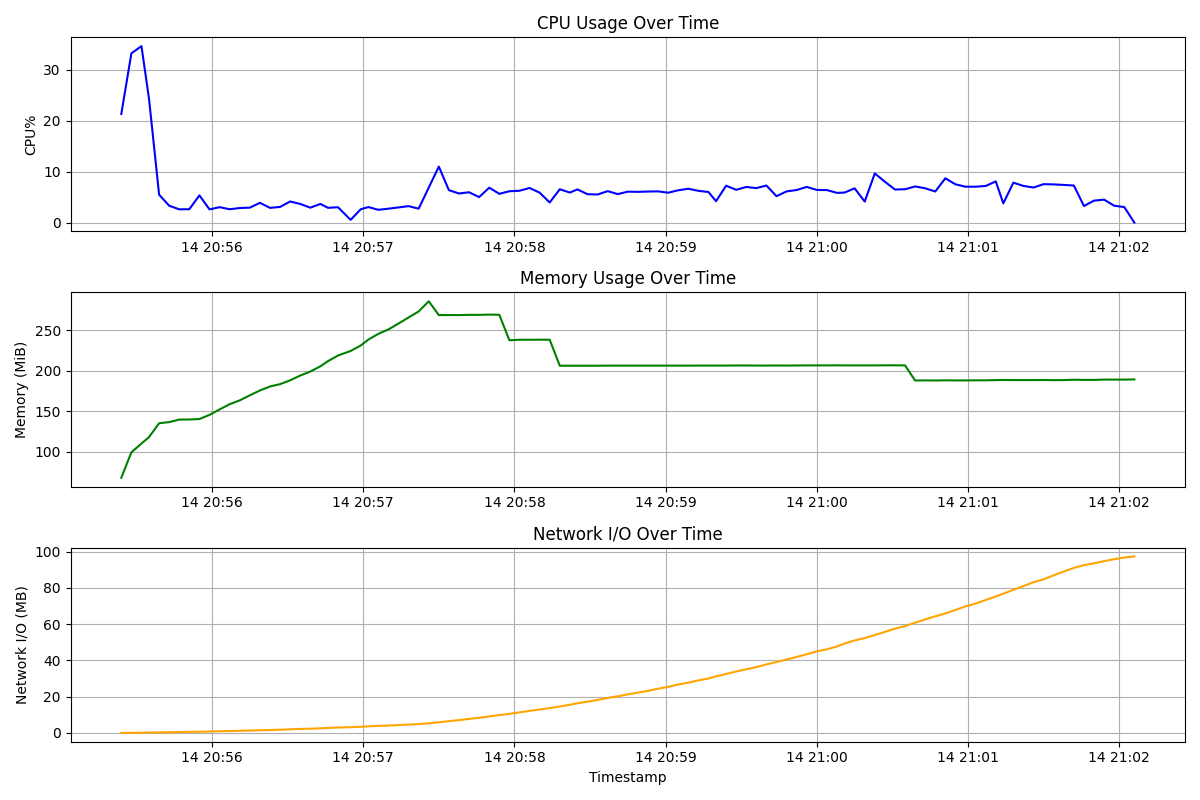 CPU Usage Over Time
30
20
10
0
CPU%
14 20:56 14 20:57 14 20:58 14 20:59 14 21:00 14 21:01 14 21:02
Memory Usage Over Time
250
200
150
100
Memory (MiB)
14 20:56 14 20:57 14 20:58 14 20:59 14 21:00 14 21:01 14 21:02
Network I/O Over Time
100
80
60
40
20
0
Network I/O (MB)
14 20:56 14 20:57 14 20:58 14 20:59 14 21:00 14 21:01 14 21:02
Timestamp